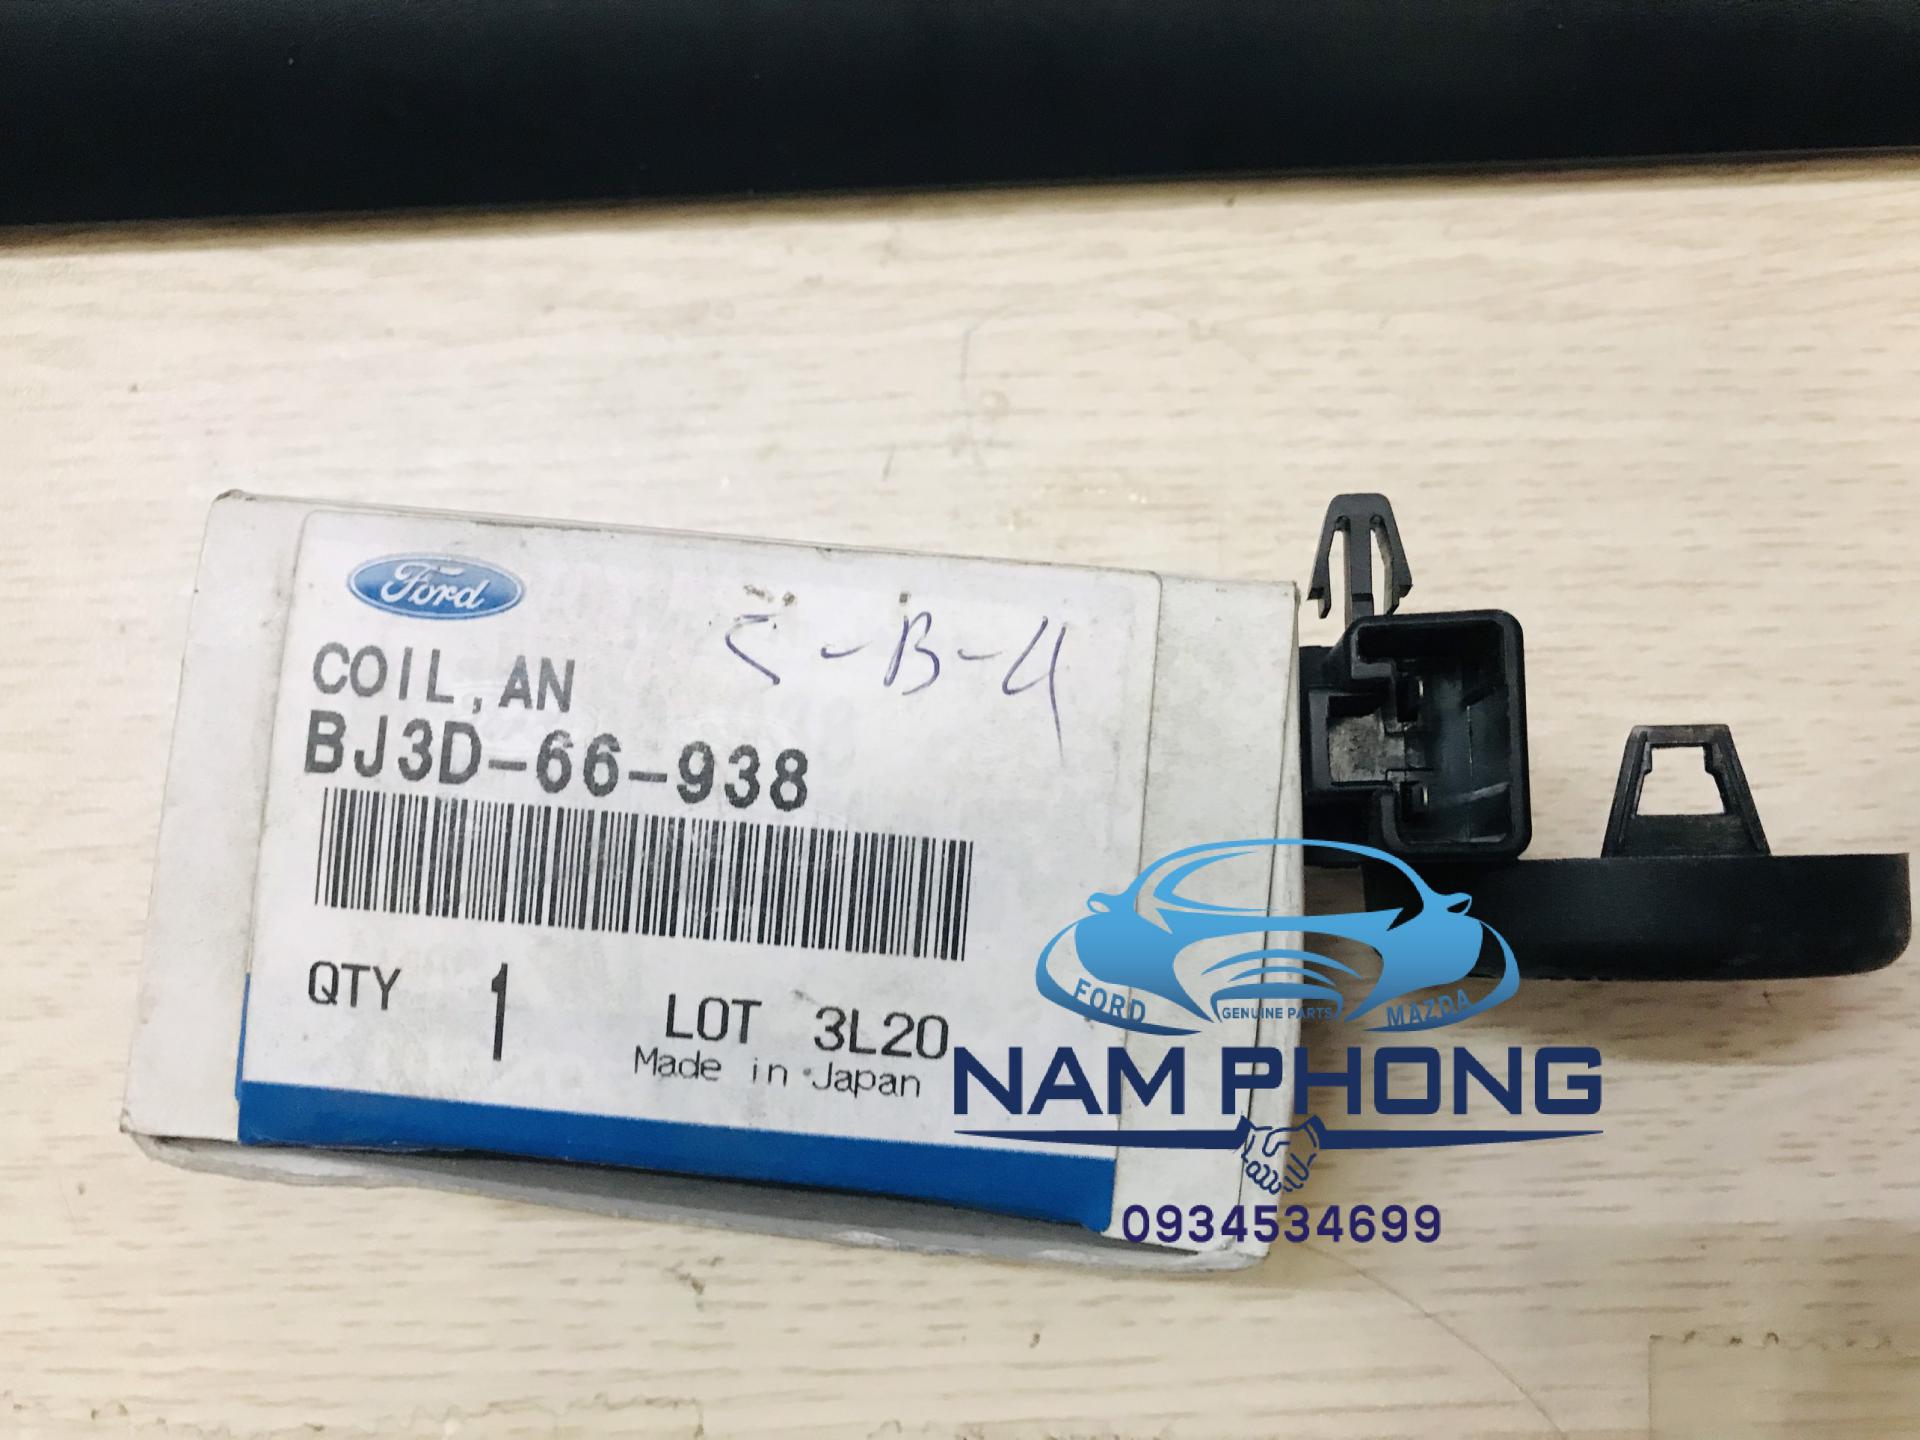 Ford
COIL,AN
BJ3D-66-938
QTY 1
LOT 3L20
Made in Japan
-B-4
FORD
GENUINE PARTS
MAZDA
NAM PHONG
0934534699